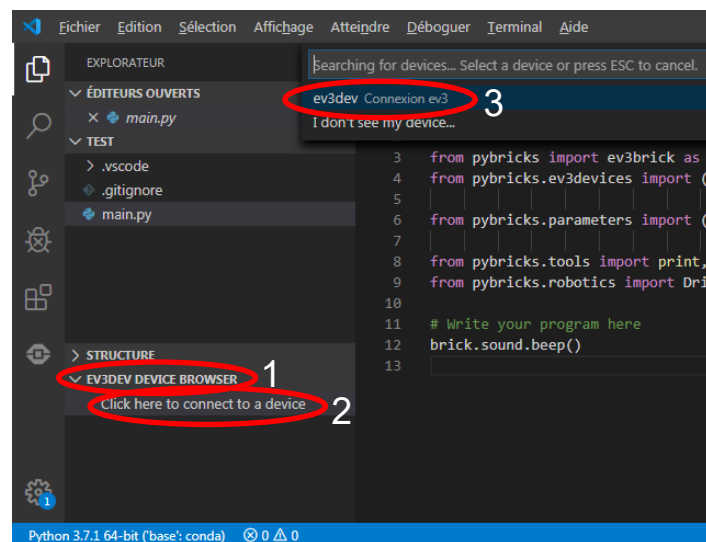 Fichier Edition Sélection Affichage Atteindre Déboguer Terminal Aide
EXPLORATEUR
ÉDITEURS OUVERTS
main.py
TEST
.vscode
.gitignore
main.py
STRUCTURE
EV3DEV DEVICE BROWSER 1
Click here to connect to a device 2
Searching for devices... Select a device or press ESC to cancel.
ev3dev Connexion ev3 3
I don't see my device...
3 from pybricks import ev3brick as
4 from pybricks.ev3devices import (
5
6 from pybricks.parameters import (
7
8 from pybricks.tools import print,
9 from pybricks.robotics import Dri
10
11 # Write your program here
12 brick.sound.beep()
13
1
Python 3.7.1 64-bit ('base': conda) 0 0